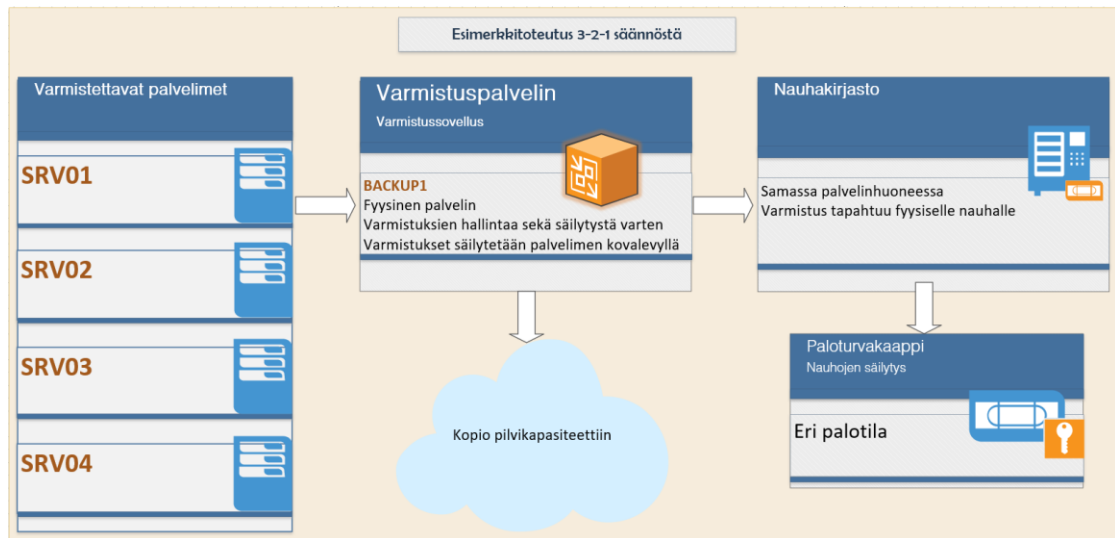 Esimerkkitoteutus 3-2-1 säännöstä
Varmistettavat palvelimet
SRV01
SRV02
SRV03
SRV04
Varmistuspalvelin
Varmistussovellus
BACKUP1
Fyysinen palvelin
Varmistuksien hallintaa sekä säilytystä varten
Varmistukset säilytetään palvelimen kovalevyllä
Kopio pilvikapasiteettiin
Nauhakirjasto
Samassa palvelinhuoneessa
Varmistus tapahtuu fyysiselle nauhalle
Paloturvakaappi
Nauhojen säilytys
Eri palotila